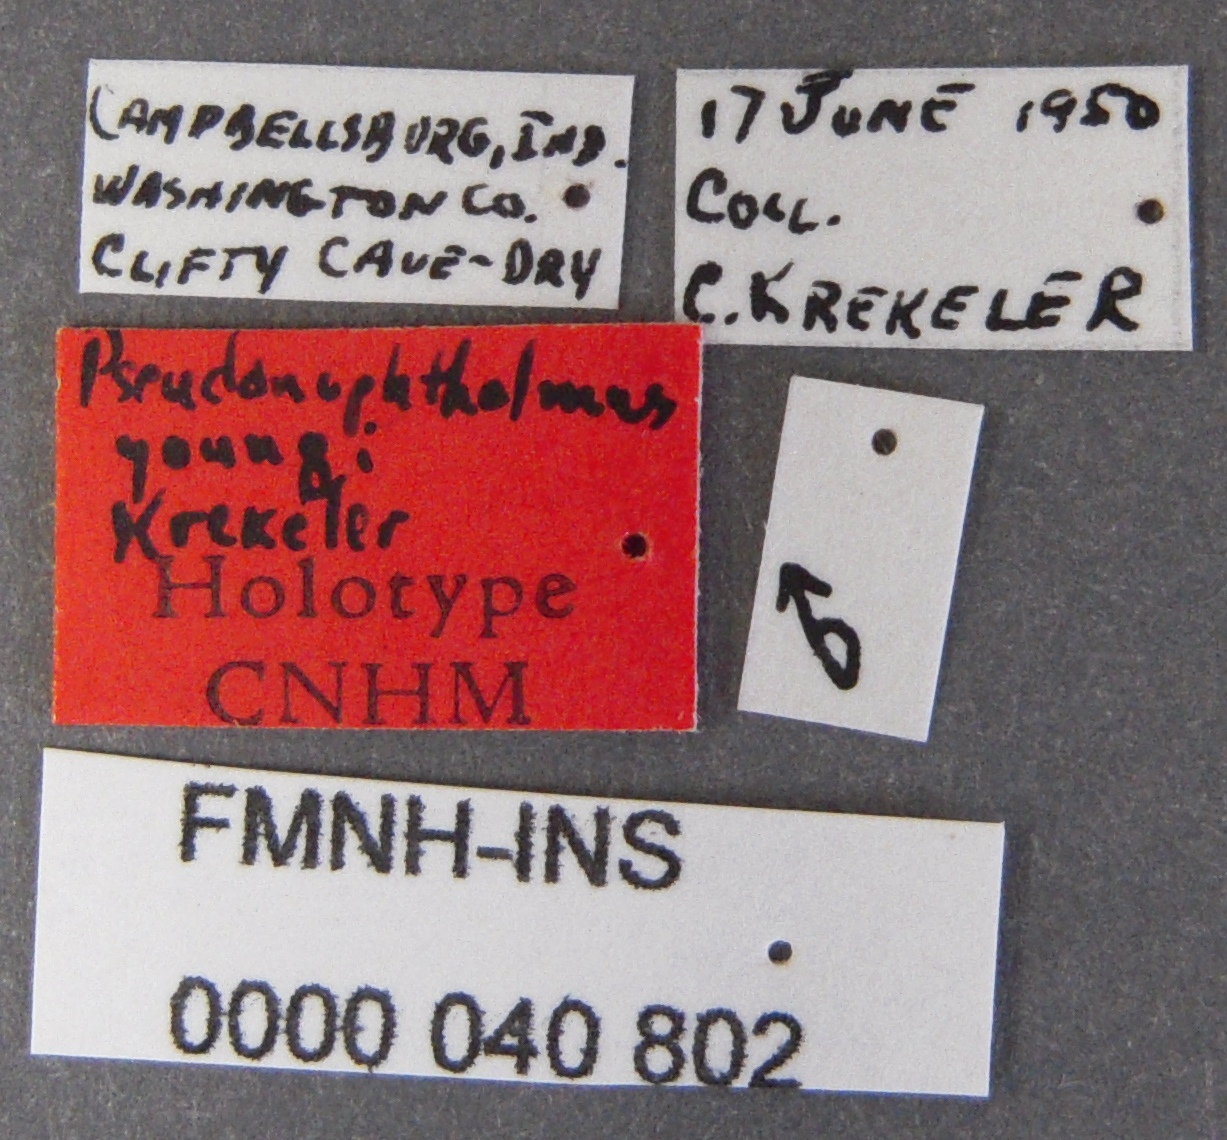 CAMPBELLSBURG, IND.
WASHINGTON CO.
CLIFTY CAVE-DRY
17 JUNE 1950
COLL.
C. KREKELER
Pseudanophthalmus
youngi
Krekeler
Holotype
CNHM
♂
FMNH-INS
0000 040 802